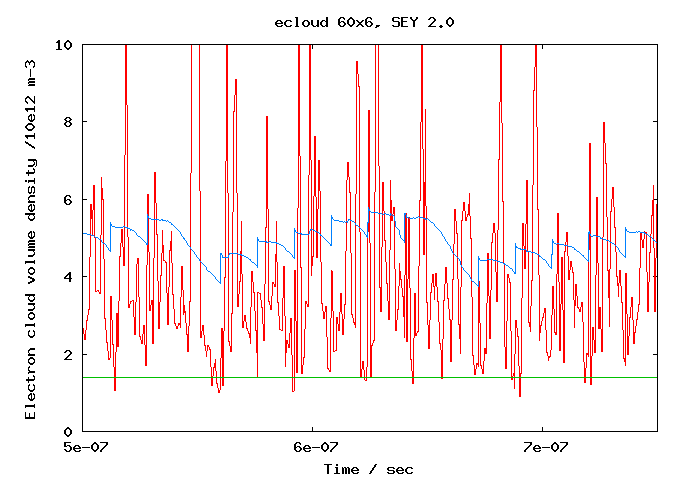 ecloud 60x6, SEY 2.0
Electron cloud volume density /10e12 m-3
10
8
6
4
2
0
5e-07
6e-07
7e-07
Time / sec